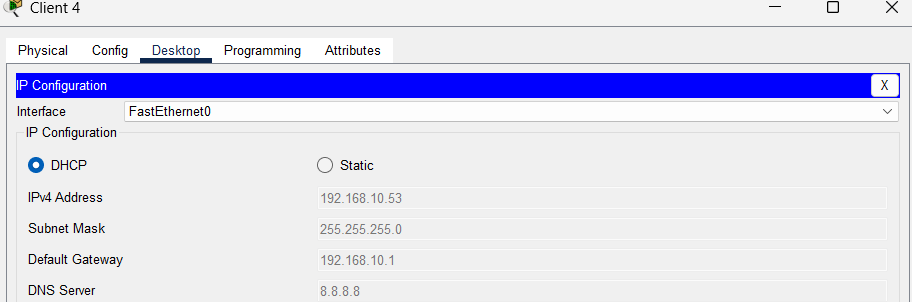 Client 4
Physical Config Desktop Programming Attributes
IP Configuration X
Interface FastEthernet0
IP Configuration
DHCP Static
IPv4 Address 192.168.10.53
Subnet Mask 255.255.255.0
Default Gateway 192.168.10.1
DNS Server 8.8.8.8